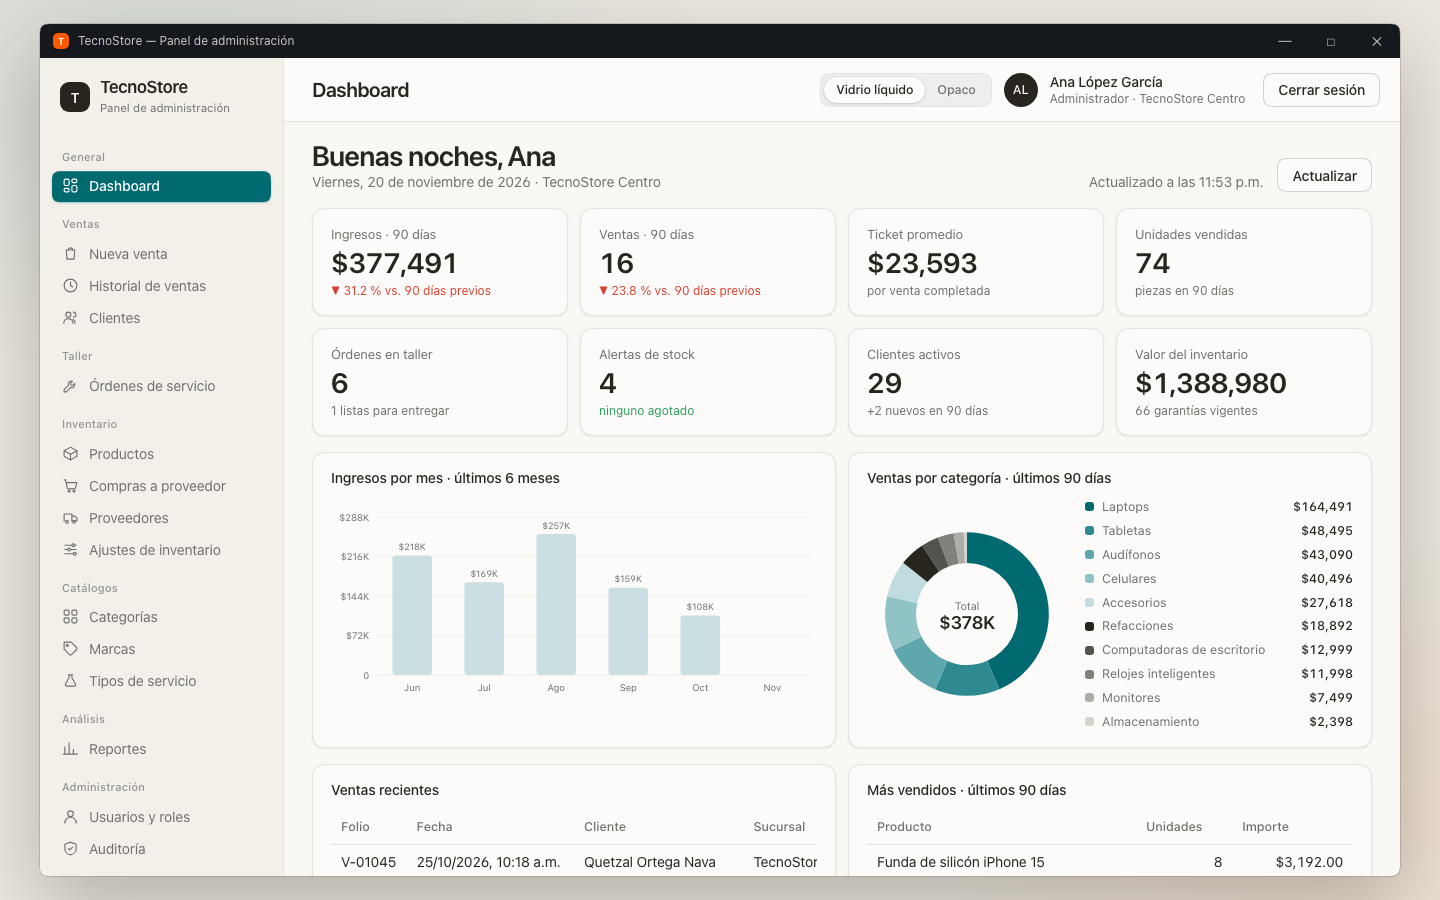 T TecnoStore — Panel de administración
T TecnoStore
Panel de administración
General
Dashboard
Ventas
Nueva venta
Historial de ventas
Clientes
Taller
Órdenes de servicio
Inventario
Productos
Compras a proveedor
Proveedores
Ajustes de inventario
Catálogos
Categorías
Marcas
Tipos de servicio
Análisis
Reportes
Administración
Usuarios y roles
Auditoría
Dashboard
Vidrio líquido Opaco
AL
Ana López García
Administrador · TecnoStore Centro
Cerrar sesión
Buenas noches, Ana
Viernes, 20 de noviembre de 2026 · TecnoStore Centro
Actualizado a las 11:53 p.m.
Actualizar
Ingresos · 90 días
$377,491
▼ 31.2 % vs. 90 días previos
Ventas · 90 días
16
▼ 23.8 % vs. 90 días previos
Ticket promedio
$23,593
por venta completada
Unidades vendidas
74
piezas en 90 días
Órdenes en taller
6
1 listas para entregar
Alertas de stock
4
ninguno agotado
Clientes activos
29
+2 nuevos en 90 días
Valor del inventario
$1,388,980
66 garantías vigentes
Ingresos por mes · últimos 6 meses
$288K
$216K
$144K
$72K
0
$218K
$169K
$257K
$159K
$108K
Jun Jul Ago Sep Oct Nov
Ventas por categoría · últimos 90 días
Total
$378K
Laptops $164,491
Tabletas $48,495
Audífonos $43,090
Celulares $40,496
Accesorios $27,618
Refacciones $18,892
Computadoras de escritorio $12,999
Relojes inteligentes $11,998
Monitores $7,499
Almacenamiento $2,398
Ventas recientes
Folio Fecha Cliente Sucursal
V-01045 25/10/2026, 10:18 a.m. Quetzal Ortega Nava TecnoStor
Más vendidos · últimos 90 días
Producto Unidades Importe
Funda de silicón iPhone 15 8 $3,192.00